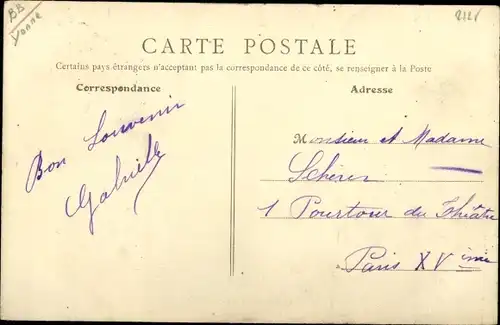 BB
Yonne
CARTE POSTALE
Certains pays étrangers n'acceptant pas la correspondance de ce côté, se renseigner à la Poste
Correspondance
Bon Souvenir
Gabrielle
Adresse
Monsieur et Madame
Scherer
1 Pourtour du Théâtre
Paris XVème